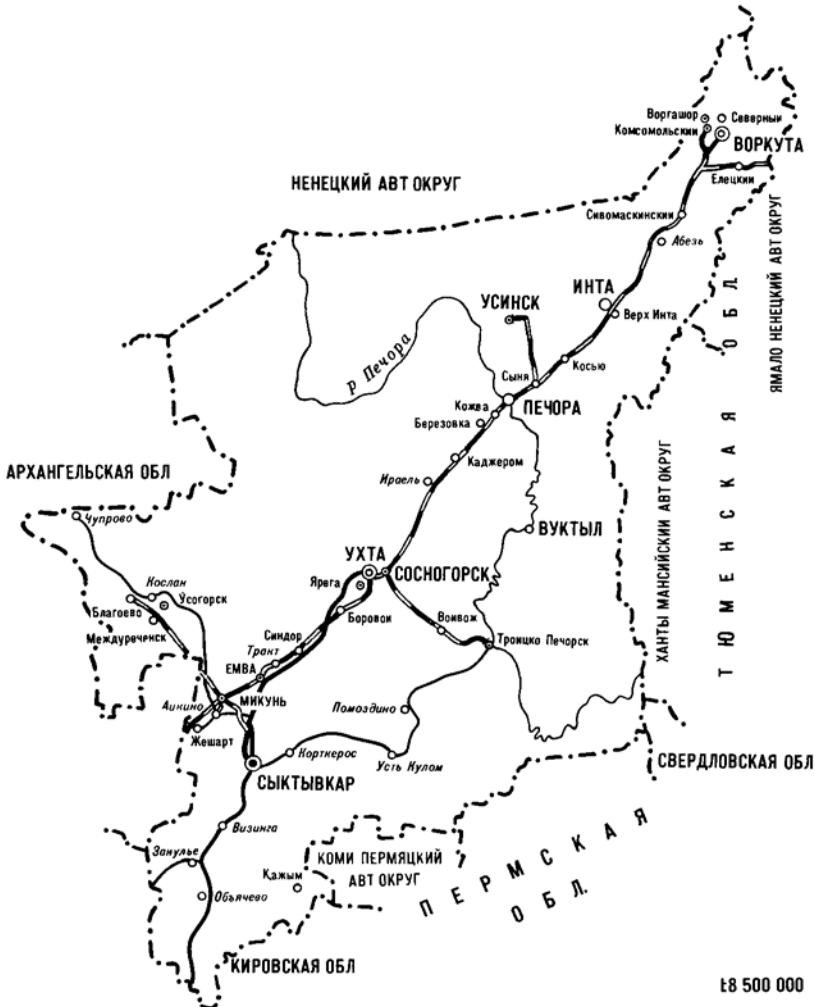 Воргашор
Северный
Комсомольский
ВОРКУТА
Елецкий
НЕНЕЦКИЙ АВТ ОКРУГ
Сивомаскинский
Абезь
ЯМАЛО НЕНЕЦКИЙ АВТ ОКРУГ
ИНТА
УСИНСК
Верх Инта
р Печора
Сыня
Косью
Кожва
ПЕЧОРА
Березовка
Каджером
Ираель
АРХАНГЕЛЬСКАЯ ОБЛ
ХАНТЫ МАНСИЙСКИЙ АВТ ОКРУГ
ТЮМЕНСКАЯ ОБЛ
Чупрово
ВУКТЫЛ
УХТА
СОСНОГОРСК
Ярега
Кослан
Усогорск
Благоево
Междуреченск
Боровой
Войвож
Троицко Печорск
Синдор
Тракт
ЕМВА
МИКУНЬ
Айкино
Жешарт
Помоздино
Корткерос
Усть Кулом
СЫКТЫВКАР
СВЕРДЛОВСКАЯ ОБЛ
Визинга
Занулье
КОМИ ПЕРМЯЦКИЙ
АВТ ОКРУГ
Кажым
ПЕРМСКАЯ
ОБЛ.
Объячево
КИРОВСКАЯ ОБЛ
1:8 500 000